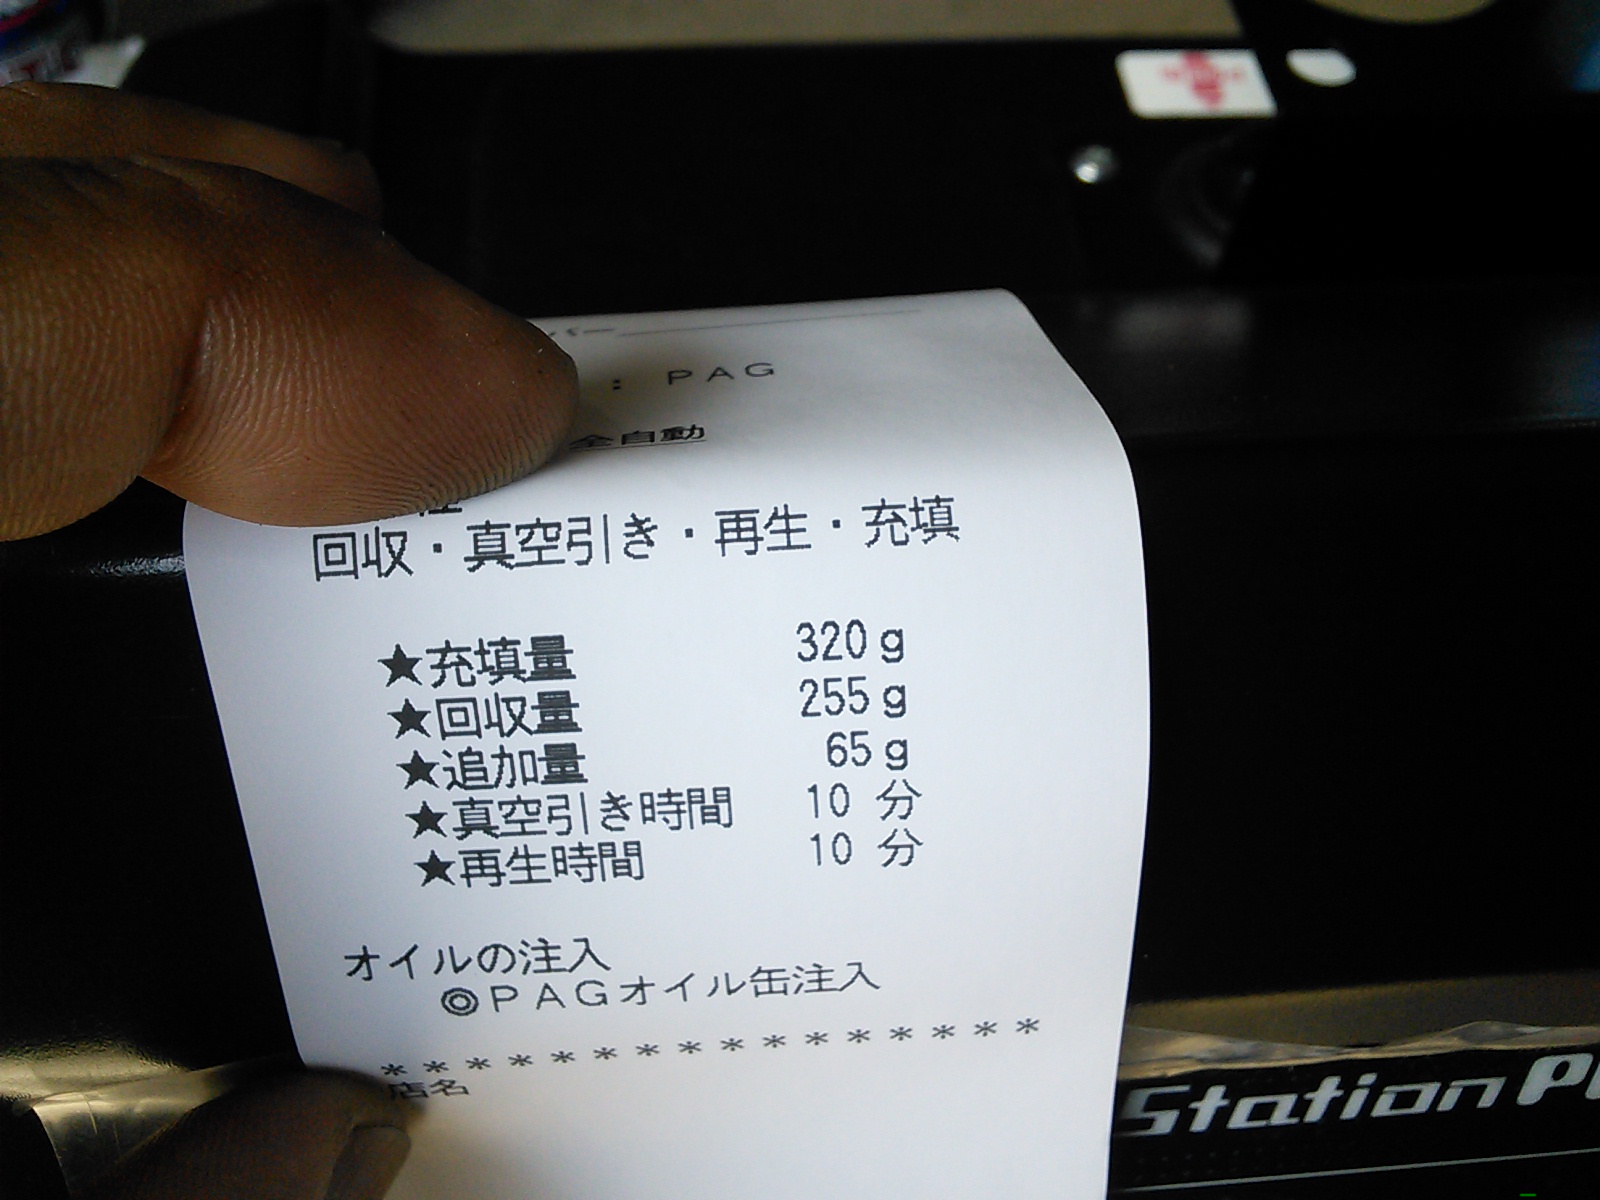 : PAG
全自動
回収・真空引き・再生・充填
★充填量 320g
★回収量 255g
★追加量 65g
★真空引き時間 10 分
★再生時間 10 分
オイルの注入
◎PAGオイル缶注入
****************
店名
Station